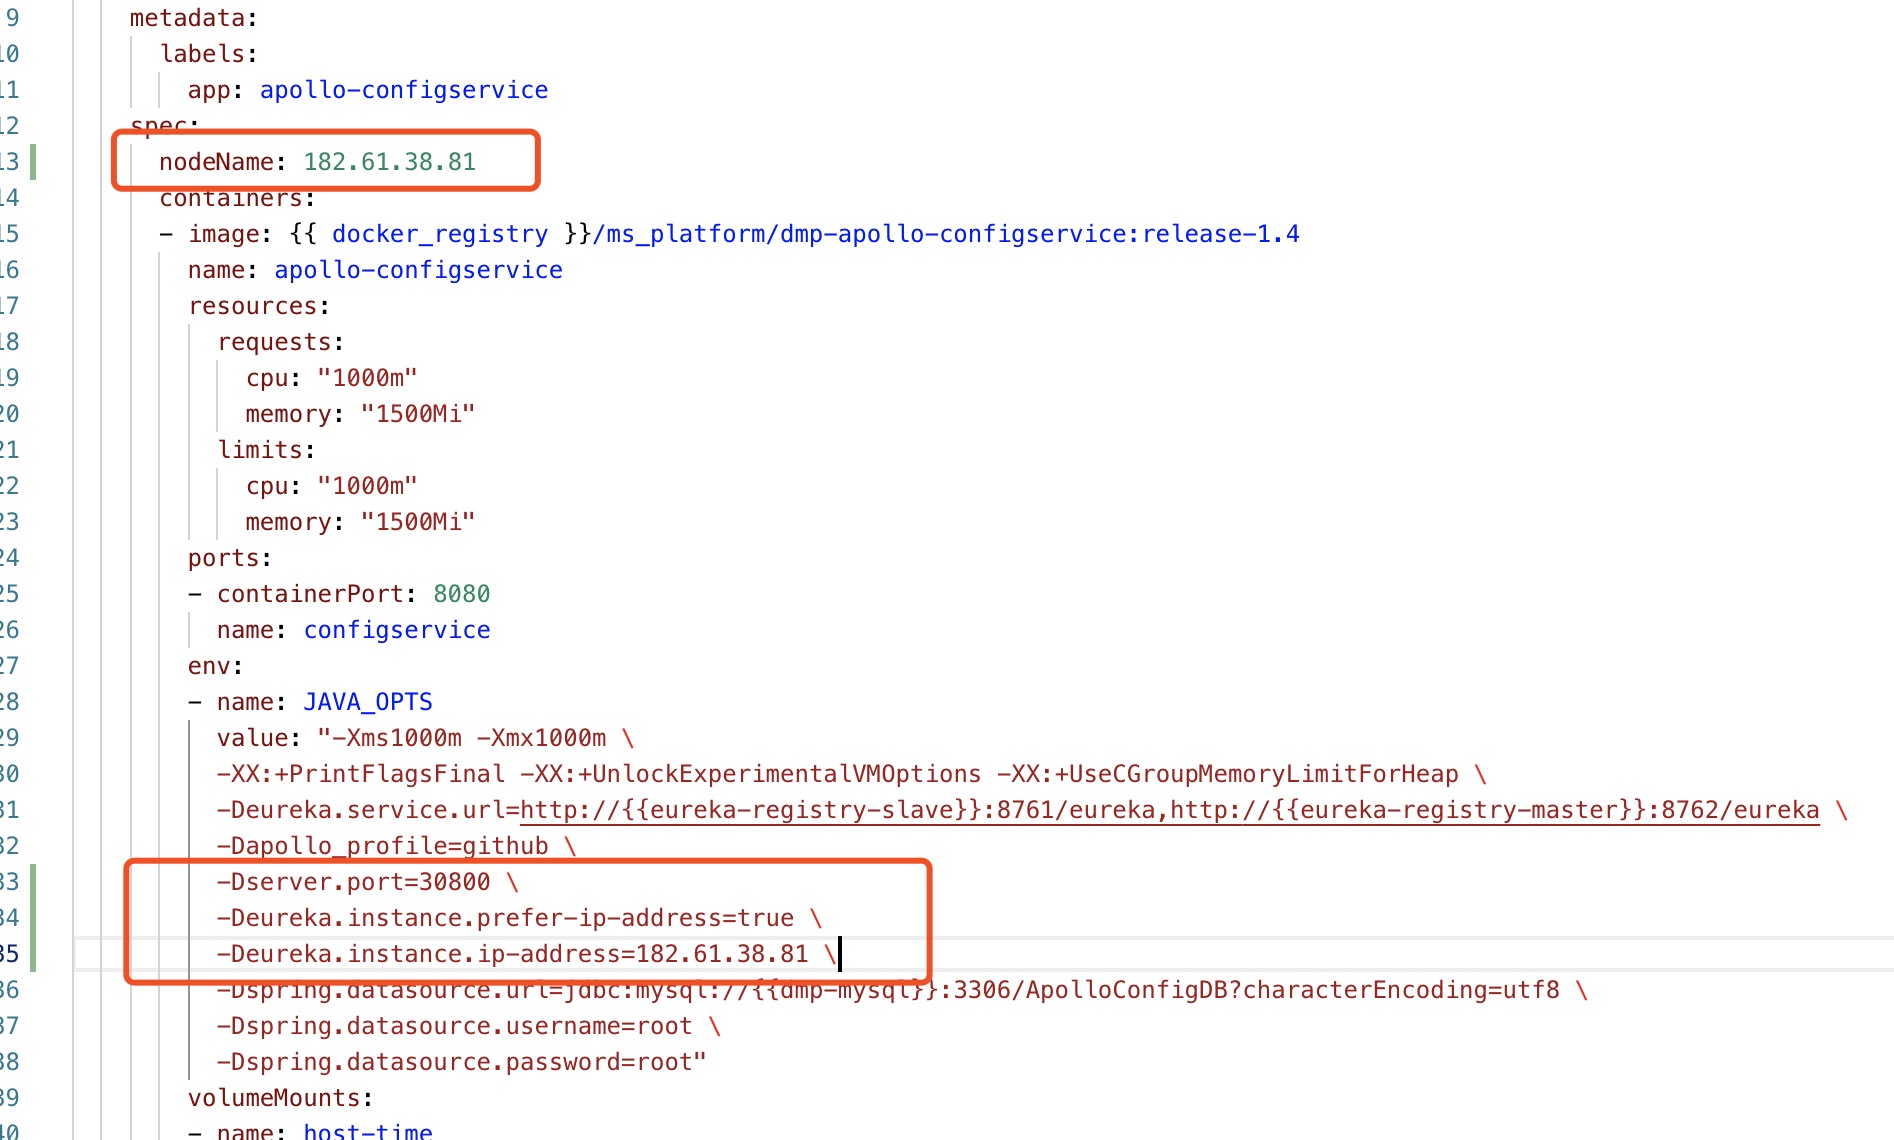 9 metadata:
10 labels:
11 app: apollo-configservice
12 spec:
13 nodeName: 182.61.38.81
14 containers:
15 - image: {{ docker_registry }}/ms_platform/dmp-apollo-configservice:release-1.4
16 name: apollo-configservice
17 resources:
18 requests:
19 cpu: "1000m"
20 memory: "1500Mi"
21 limits:
22 cpu: "1000m"
23 memory: "1500Mi"
24 ports:
25 - containerPort: 8080
26 name: configservice
27 env:
28 - name: JAVA_OPTS
29 value: "-Xms1000m -Xmx1000m \
30 -XX:+PrintFlagsFinal -XX:+UnlockExperimentalVMOptions -XX:+UseCGroupMemoryLimitForHeap \
31 -Deureka.service.url=http://{{eureka-registry-slave}}:8761/eureka,http://{{eureka-registry-master}}:8762/eureka \
32 -Dapollo_profile=github \
33 -Dserver.port=30800 \
34 -Deureka.instance.prefer-ip-address=true \
35 -Deureka.instance.ip-address=182.61.38.81 \
36 -Dspring.datasource.url=jdbc:mysql://{{dmp-mysql}}:3306/ApolloConfigDB?characterEncoding=utf8 \
37 -Dspring.datasource.username=root \
38 -Dspring.datasource.password=root"
39 volumeMounts:
40 - name: host-time